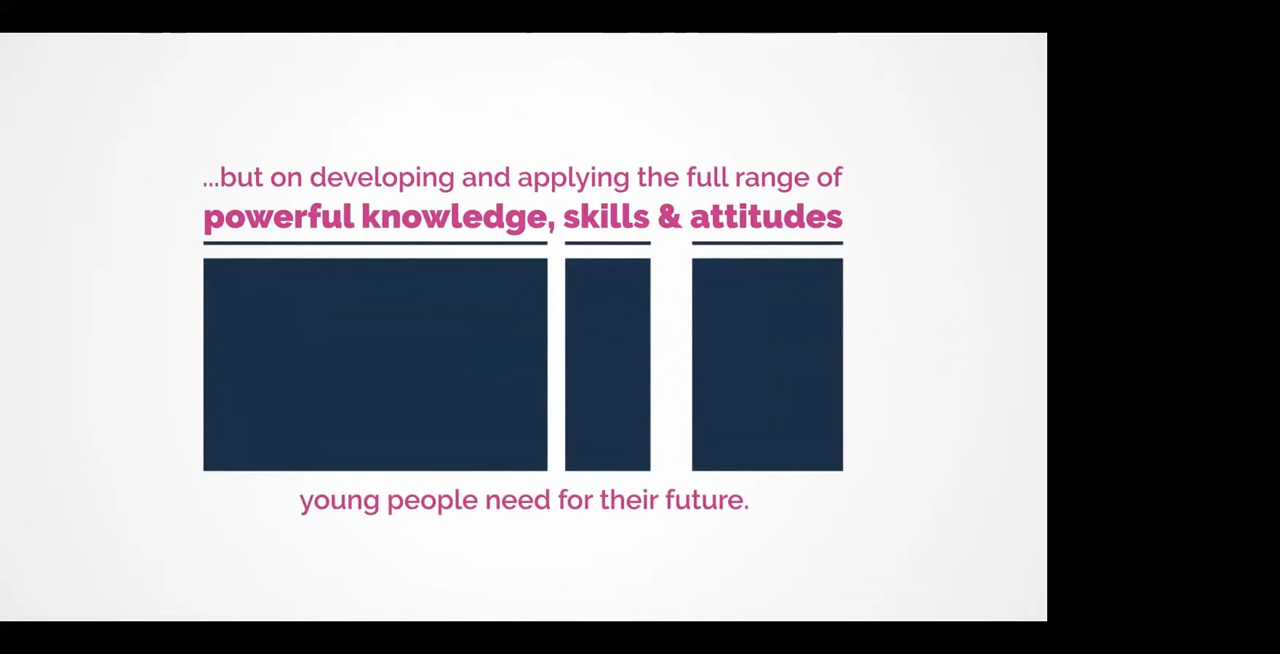 ...but on developing and applying the full range of
powerful knowledge, skills & attitudes
young people need for their future.